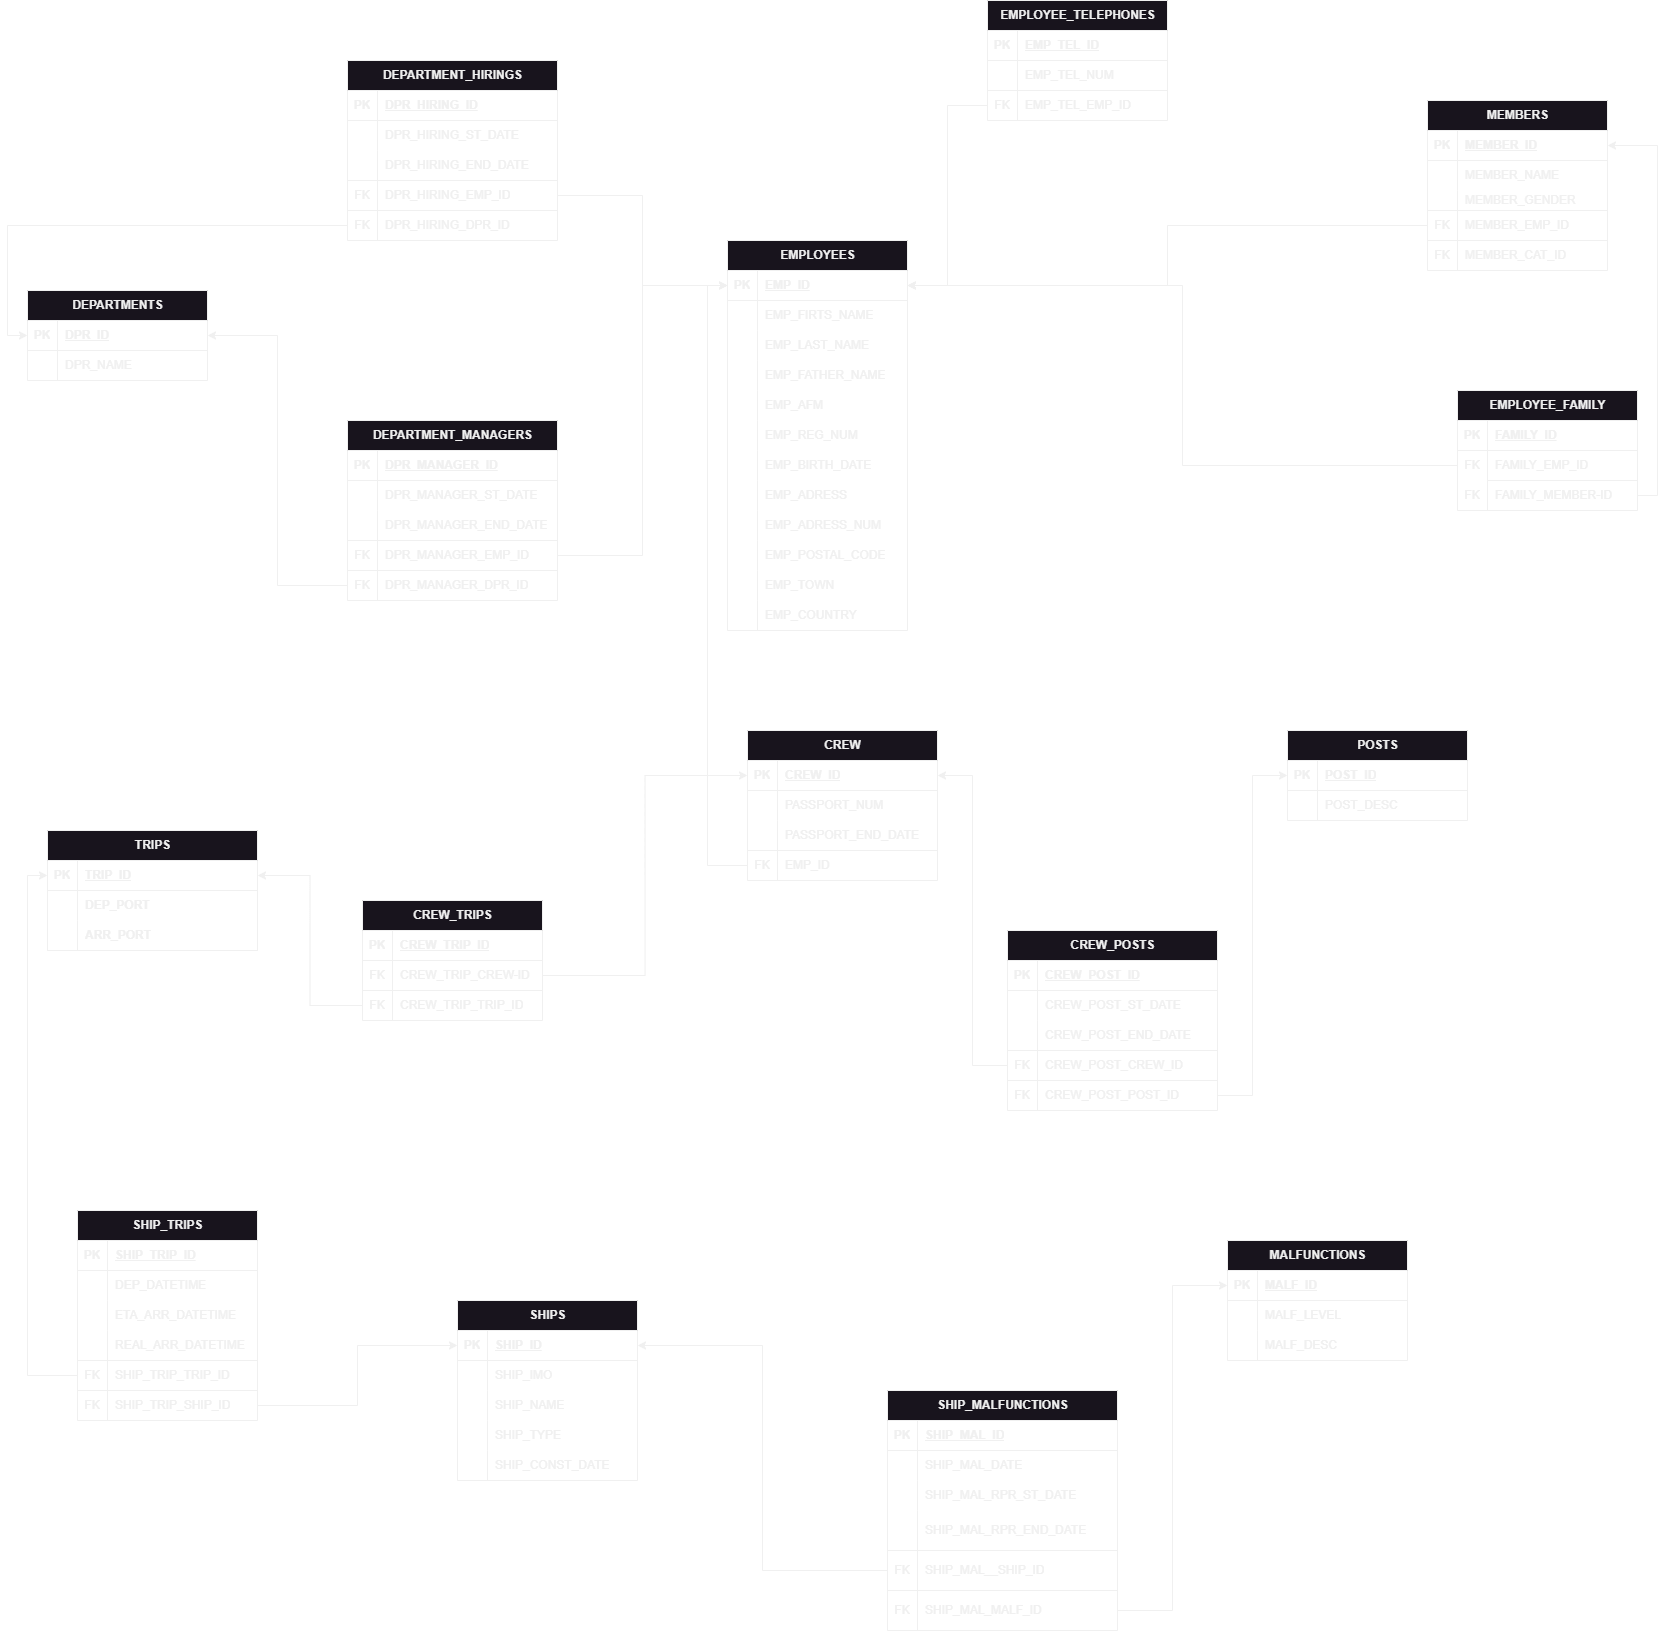 EMPLOYEE_TELEPHONES
PK EMP_TEL_ID
EMP_TEL_NUM
FK EMP_TEL_EMP_ID
DEPARTMENT_HIRINGS
PK DPR_HIRING_ID
DPR_HIRING_ST_DATE
DPR_HIRING_END_DATE
FK DPR_HIRING_EMP_ID
FK DPR_HIRING_DPR_ID
MEMBERS
PK MEMBER_ID
MEMBER_NAME
MEMBER_GENDER
FK MEMBER_EMP_ID
FK MEMBER_CAT_ID
EMPLOYEES
PK EMP_ID
EMP_FIRTS_NAME
EMP_LAST_NAME
EMP_FATHER_NAME
EMP_AFM
EMP_REG_NUM
EMP_BIRTH_DATE
EMP_ADRESS
EMP_ADRESS_NUM
EMP_POSTAL_CODE
EMP_TOWN
EMP_COUNTRY
DEPARTMENTS
PK DPR_ID
DPR_NAME
EMPLOYEE_FAMILY
PK FAMILY_ID
FK FAMILY_EMP_ID
FK FAMILY_MEMBER-ID
DEPARTMENT_MANAGERS
PK DPR_MANAGER_ID
DPR_MANAGER_ST_DATE
DPR_MANAGER_END_DATE
FK DPR_MANAGER_EMP_ID
FK DPR_MANAGER_DPR_ID
CREW
PK CREW_ID
PASSPORT_NUM
PASSPORT_END_DATE
FK EMP_ID
POSTS
PK POST_ID
POST_DESC
TRIPS
PK TRIP_ID
DEP_PORT
ARR_PORT
CREW_TRIPS
PK CREW_TRIP_ID
FK CREW_TRIP_CREW-ID
FK CREW_TRIP_TRIP_ID
CREW_POSTS
PK CREW_POST_ID
CREW_POST_ST_DATE
CREW_POST_END_DATE
FK CREW_POST_CREW_ID
FK CREW_POST_POST_ID
SHIP_TRIPS
PK SHIP_TRIP_ID
DEP_DATETIME
ETA_ARR_DATETIME
REAL_ARR_DATETIME
FK SHIP_TRIP_TRIP_ID
FK SHIP_TRIP_SHIP_ID
MALFUNCTIONS
PK MALF_ID
MALF_LEVEL
MALF_DESC
SHIPS
PK SHIP_ID
SHIP_IMO
SHIP_NAME
SHIP_TYPE
SHIP_CONST_DATE
SHIP_MALFUNCTIONS
PK SHIP_MAL_ID
SHIP_MAL_DATE
SHIP_MAL_RPR_ST_DATE
SHIP_MAL_RPR_END_DATE
FK SHIP_MAL__SHIP_ID
FK SHIP_MAL_MALF_ID